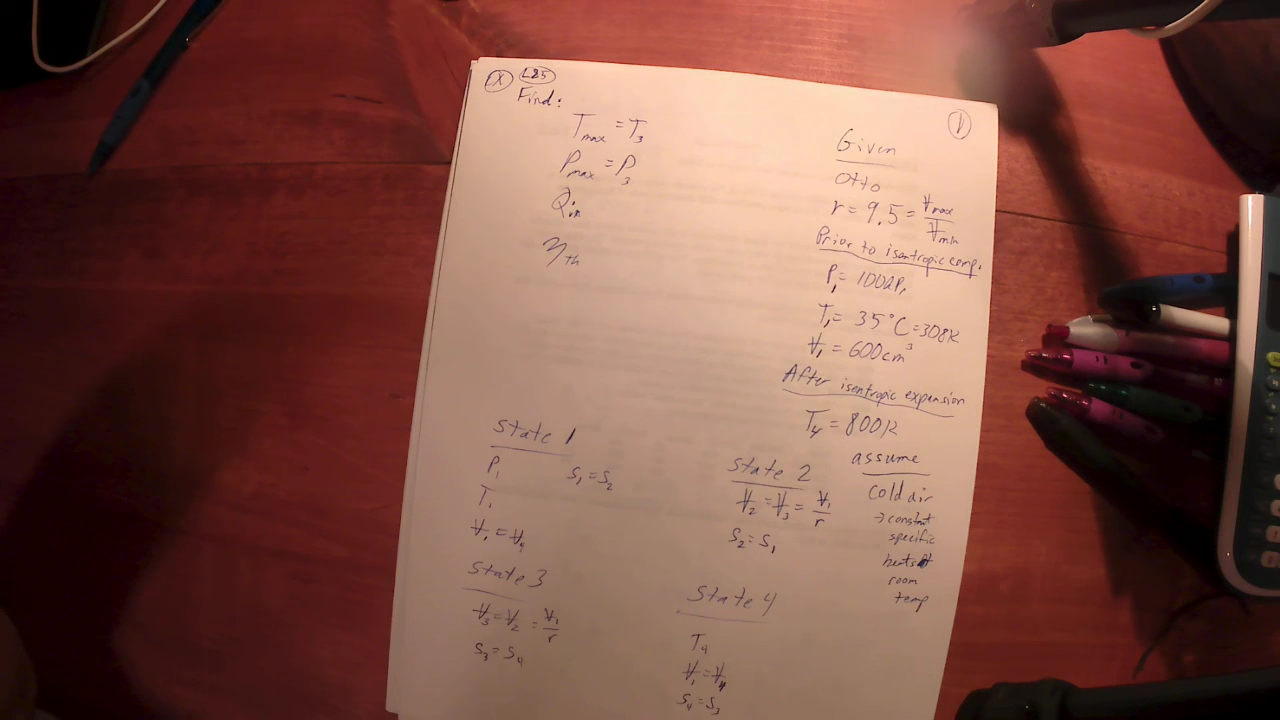 EX L25
Find:
Tmax = T3
Pmax = P3
Qin
ηth
1
Given
Otto
r = 9.5 = Vmax/Vmin
Prior to isentropic comp.
P1 = 100kPa
T1 = 35°C = 308K
V1 = 600cm³
After isentropic expansion
T4 = 800K
assume
Cold air
→ constant
specific
heats @
room
temp
State 1
P1 s1 = s2
T1
V1 = V4
State 2
V2 = V3 = V1/r
s2 = s1
State 3
V3 = V2 = V1/r
s3 = s4
State 4
T4
V1 = V4
s4 = s3